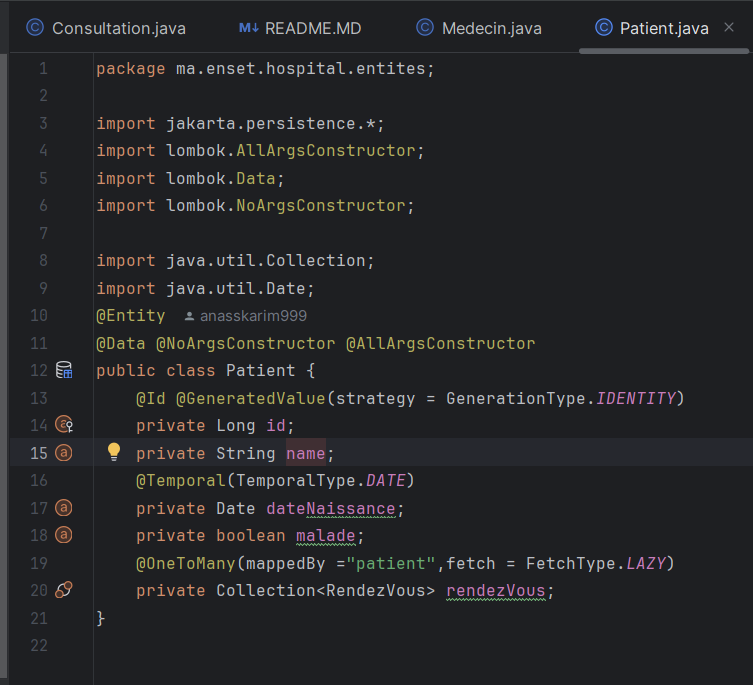 Consultation.java
M↓ README.MD
Medecin.java
Patient.java ×
1 package ma.enset.hospital.entites;
2
3 import jakarta.persistence.*;
4 import lombok.AllArgsConstructor;
5 import lombok.Data;
6 import lombok.NoArgsConstructor;
7
8 import java.util.Collection;
9 import java.util.Date;
10 @Entity anasskarim999
11 @Data @NoArgsConstructor @AllArgsConstructor
12 public class Patient {
13 @Id @GeneratedValue(strategy = GenerationType.IDENTITY)
14 private Long id;
15 private String name;
16 @Temporal(TemporalType.DATE)
17 private Date dateNaissance;
18 private boolean malade;
19 @OneToMany(mappedBy ="patient",fetch = FetchType.LAZY)
20 private Collection<RendezVous> rendezVous;
21 }
22